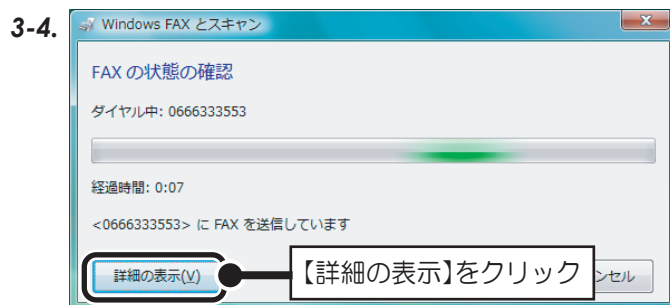 3-4.
Windows FAX とスキャン
FAX の状態の確認
ダイヤル中: 0666333553
経過時間: 0:07
<0666333553> に FAX を送信しています
詳細の表示(V)
【詳細の表示】をクリック
ンセル